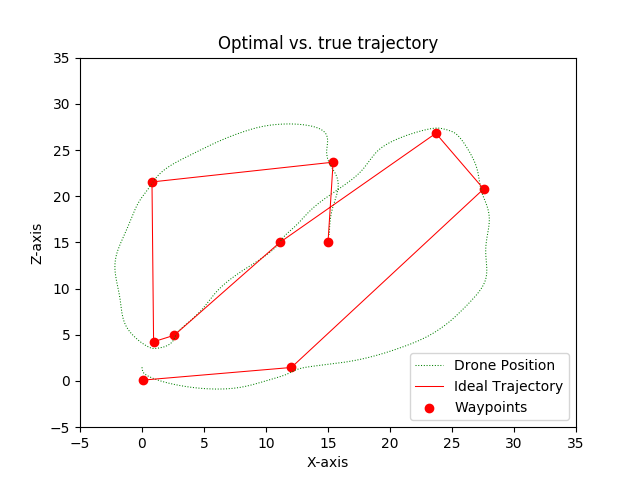 Optimal vs. true trajectory
35
30
25
20
15
10
5
0
−5
Z-axis
−5 0 5 10 15 20 25 30 35
X-axis
Drone Position
Ideal Trajectory
Waypoints